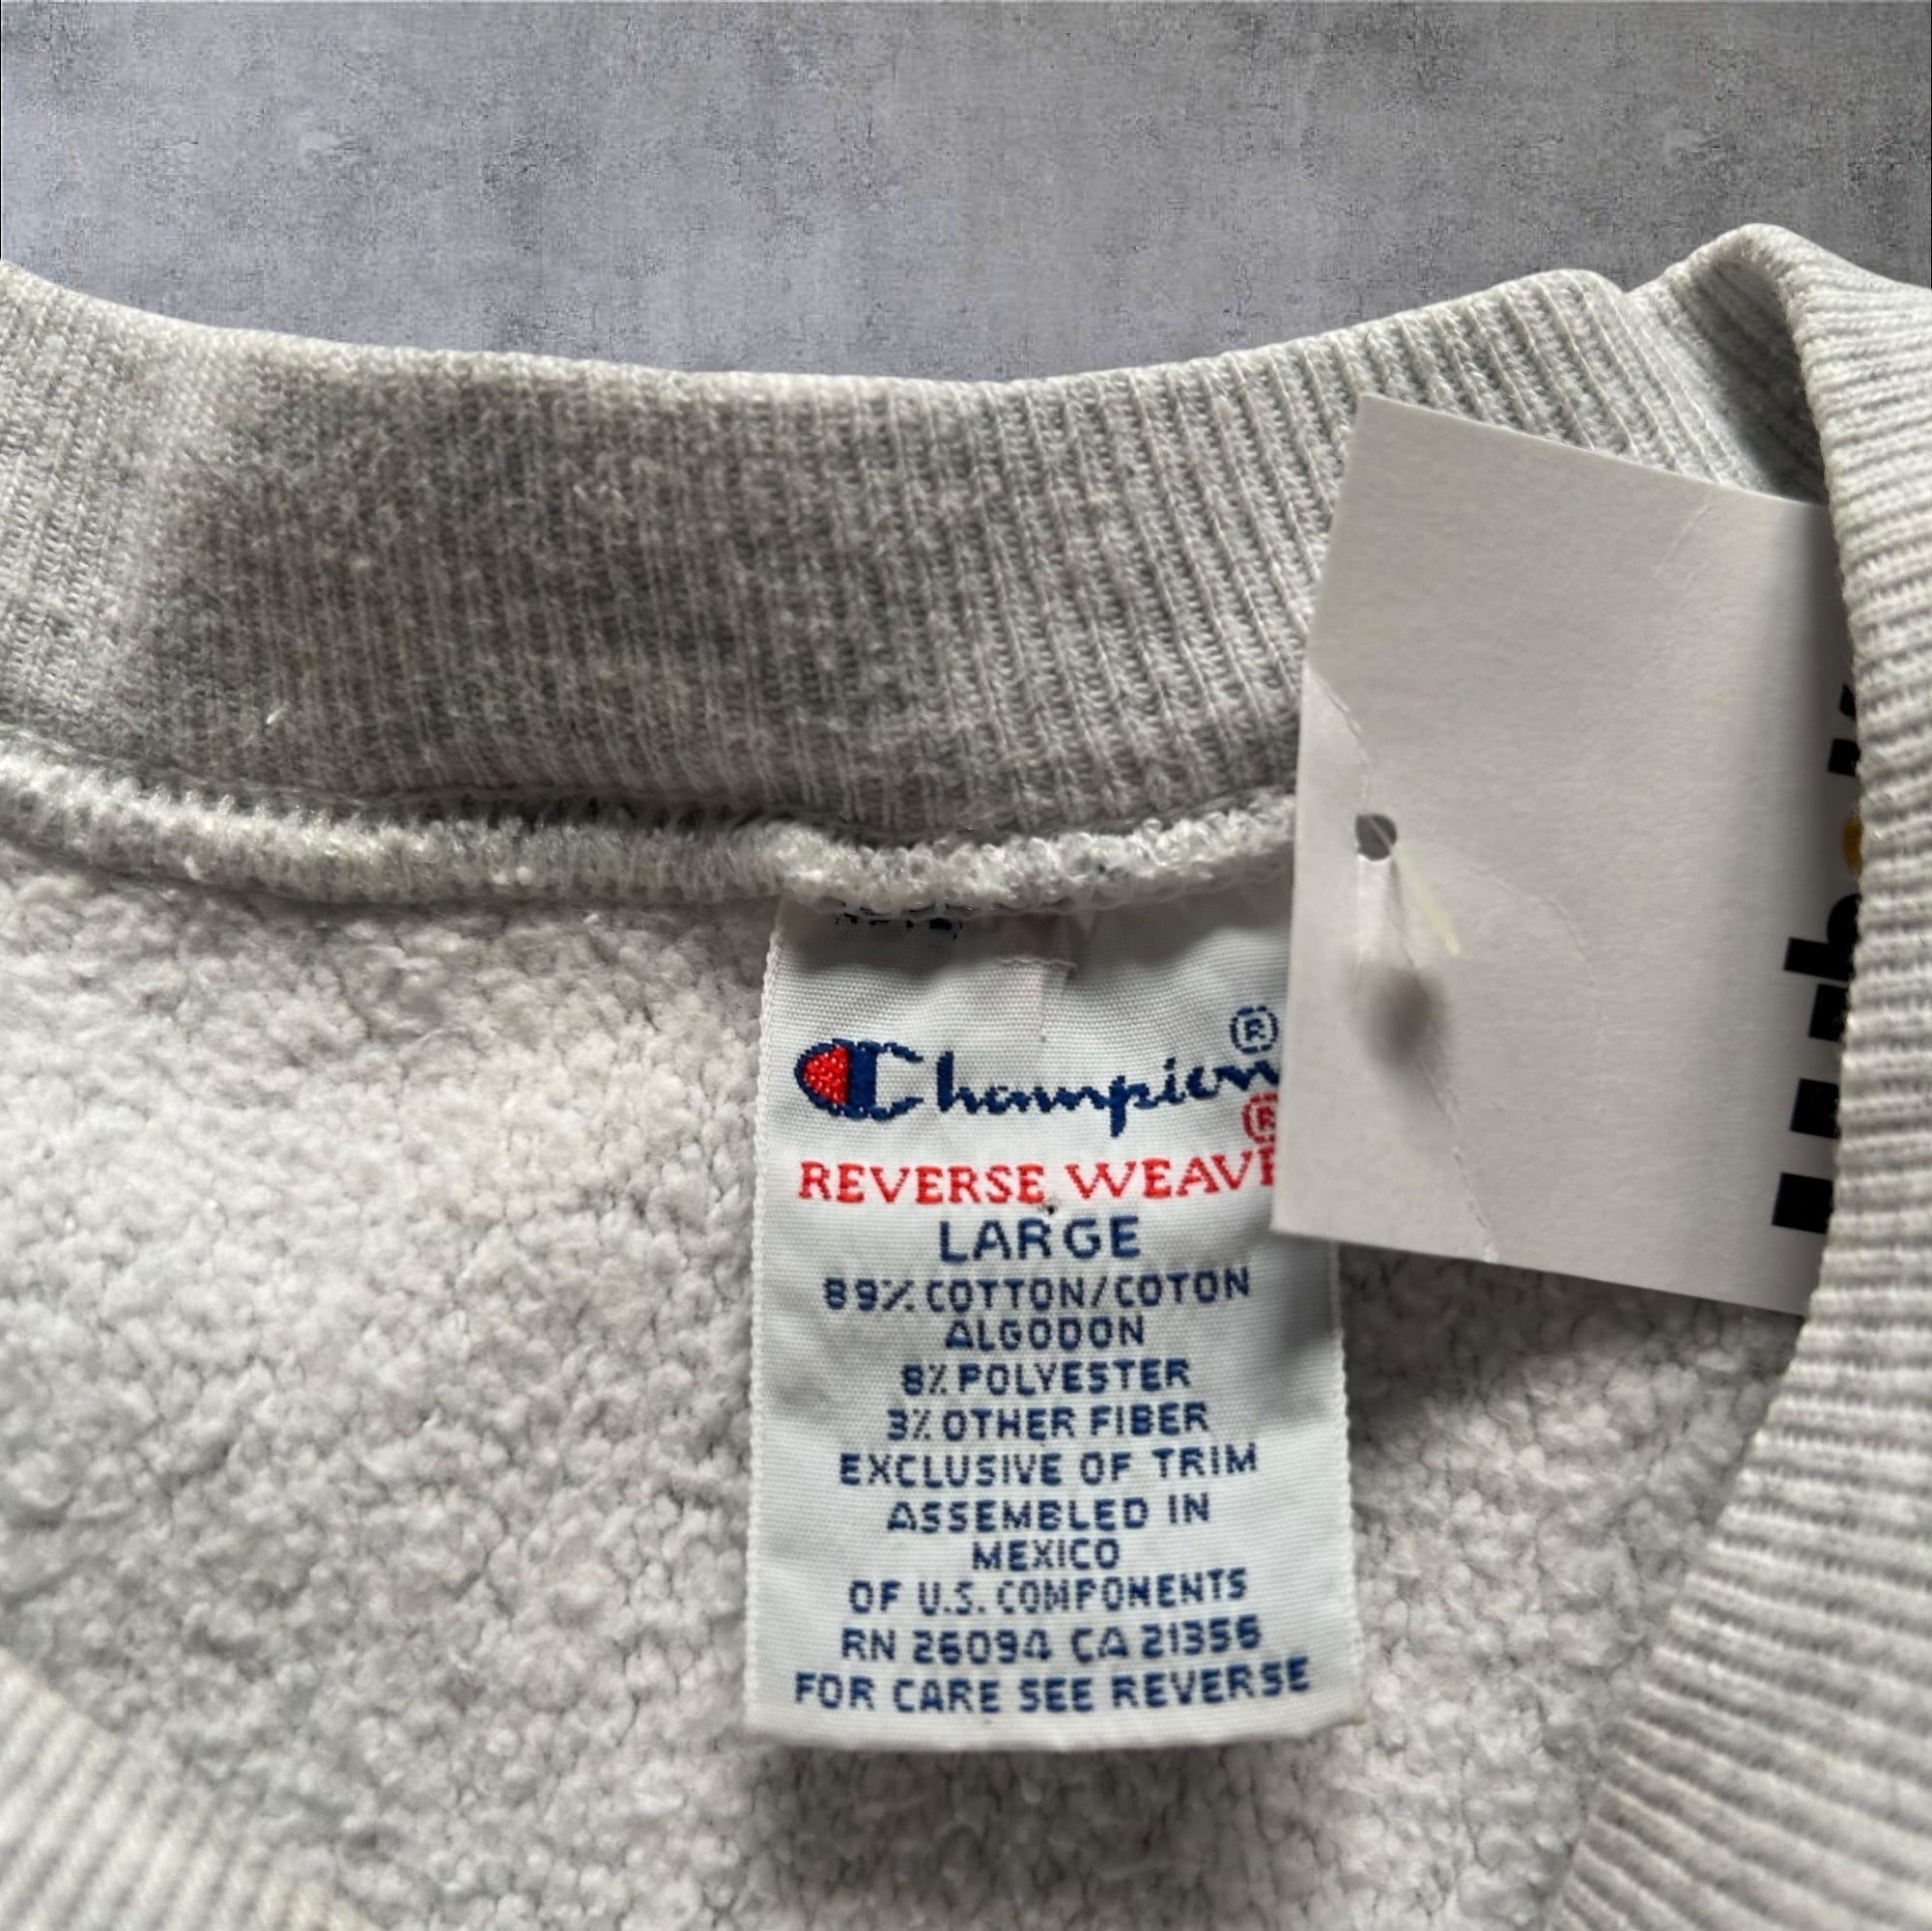 Champion®
®
REVERSE WEAVE
LARGE
89% COTTON/COTON
ALGODON
8% POLYESTER
3% OTHER FIBER
EXCLUSIVE OF TRIM
ASSEMBLED IN
MEXICO
OF U.S. COMPONENTS
RN 26094 CA 21356
FOR CARE SEE REVERSE